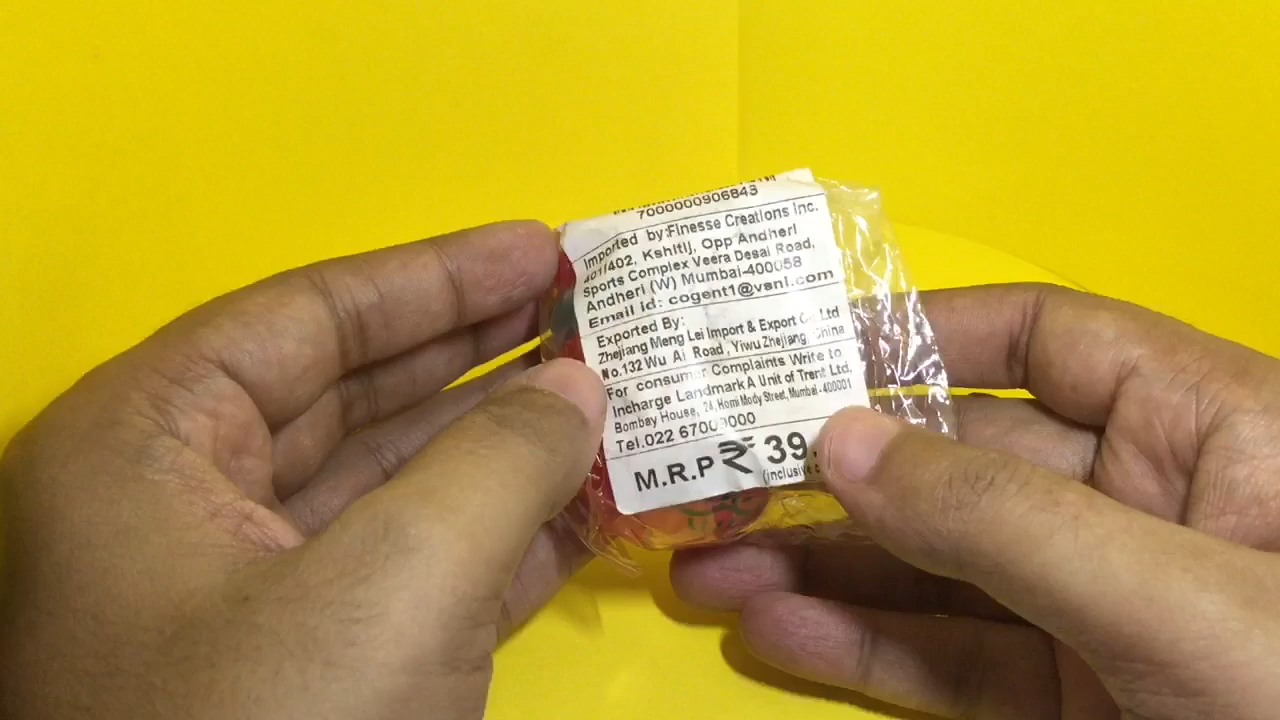 7000000906843
Imported by:Finesse Creations Inc.
401/402, Kshitij, Opp Andheri
Sports Complex Veera Desai Road,
Andheri (W) Mumbai-400058
Email id: cogent1@vsnl.com
Exported By:
Zhejiang Meng Lei Import & Export Co. Ltd
No.132 Wu Ai Road, Yiwu Zhejiang, China
For consumer Complaints Write to
Incharge Landmark A Unit of Trent Ltd.
Bombay House, 24, Homi Mody Street, Mumbai-400001
Tel.022
M.R.P ₹ 39.
(inclusive